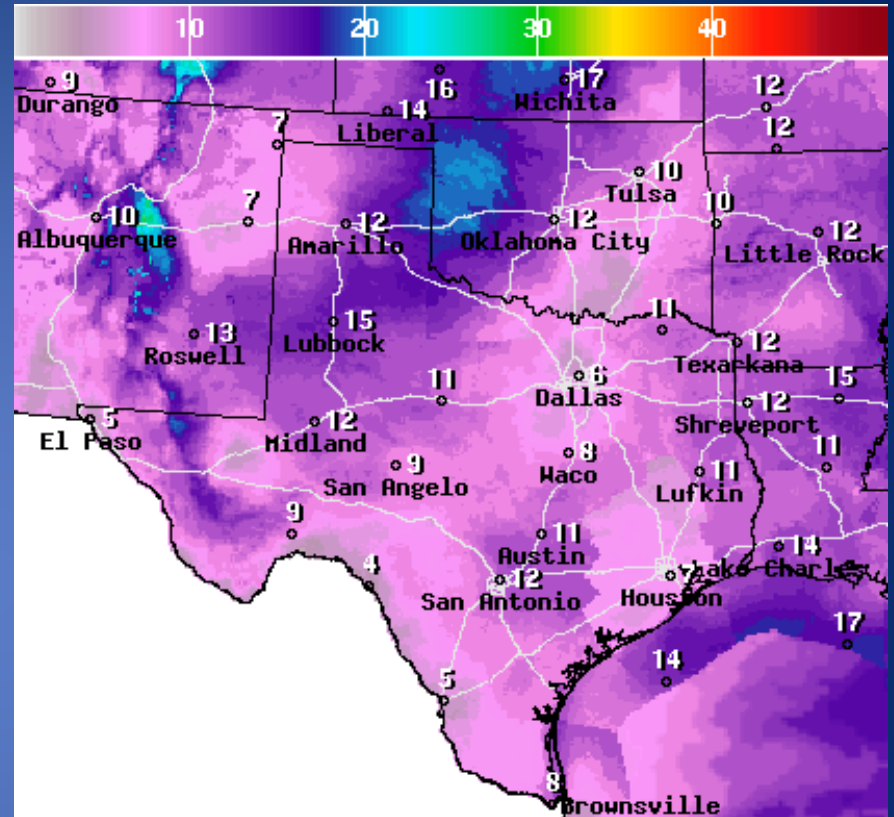 10 20 30 40
9
Durango
16
17
Wichita
14
Liberal
12
7
12
10
Tulsa
10
Albuquerque
7
12
Amarillo
12
Oklahoma City
10
12
Little Rock
13
Roswell
15
Lubbock
11
12
Texarkana
6
Dallas
5
El Paso
12
Midland
11
12
Shreveport
15
9
San Angelo
8
Waco
11
Lufkin
11
9
11
Austin
14
4
12
San Antonio
Houston
17
14
5
8
Brownsville